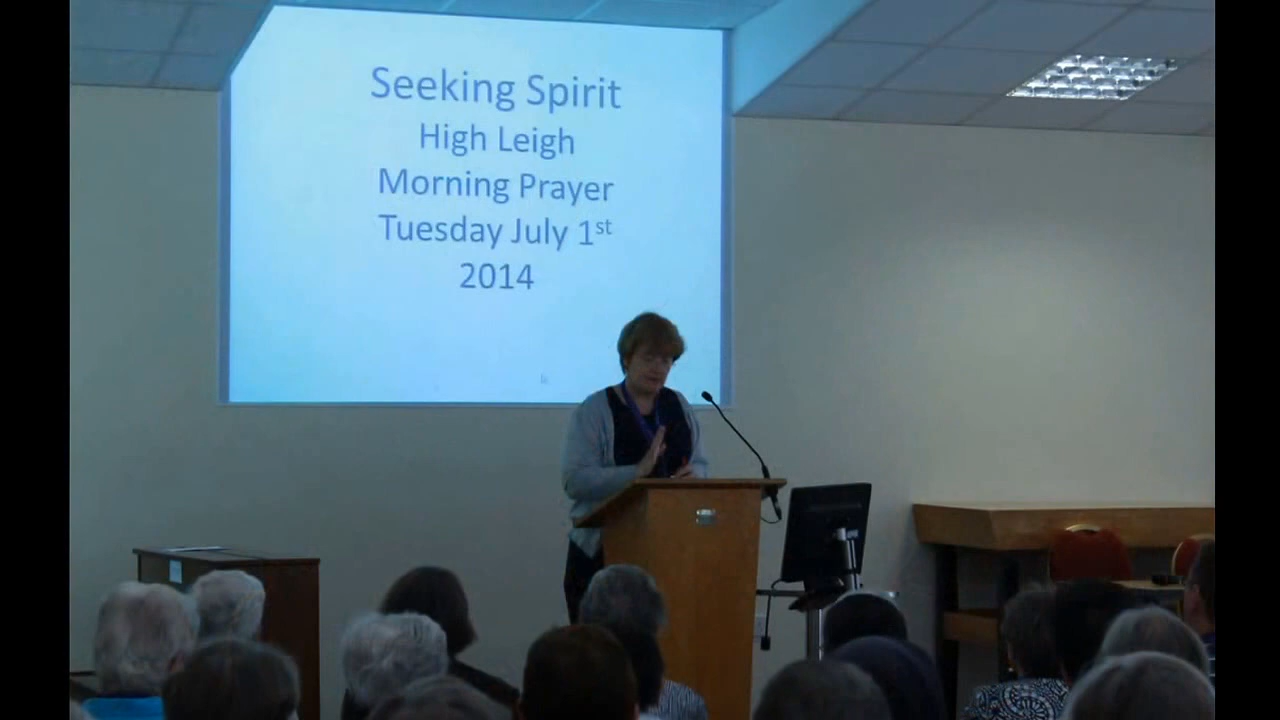 Seeking Spirit
High Leigh
Morning Prayer
Tuesday July 1st
2014